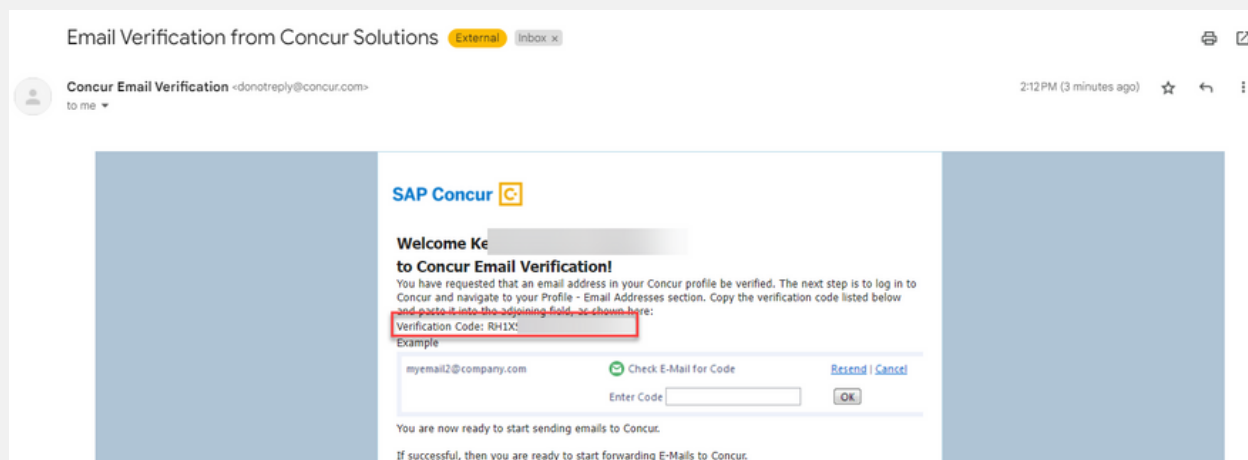 Email Verification from Concur Solutions External Inbox ×
Concur Email Verification <donotreply@concur.com> 2:12 PM (3 minutes ago)
to me
SAP Concur C
Welcome
to Concur Email Verification!
You have requested that an email address in your Concur profile be verified. The next step is to log in to
Concur and navigate to your Profile - Email Addresses section. Copy the verification code listed below
and paste it into the adjoining field, as shown here:
Verification Code:
Example
myemail2@company.com Check E-Mail for Code Resend | Cancel
Enter Code OK
You are now ready to start sending emails to Concur.
If successful, then you are ready to start forwarding E-Mails to Concur.